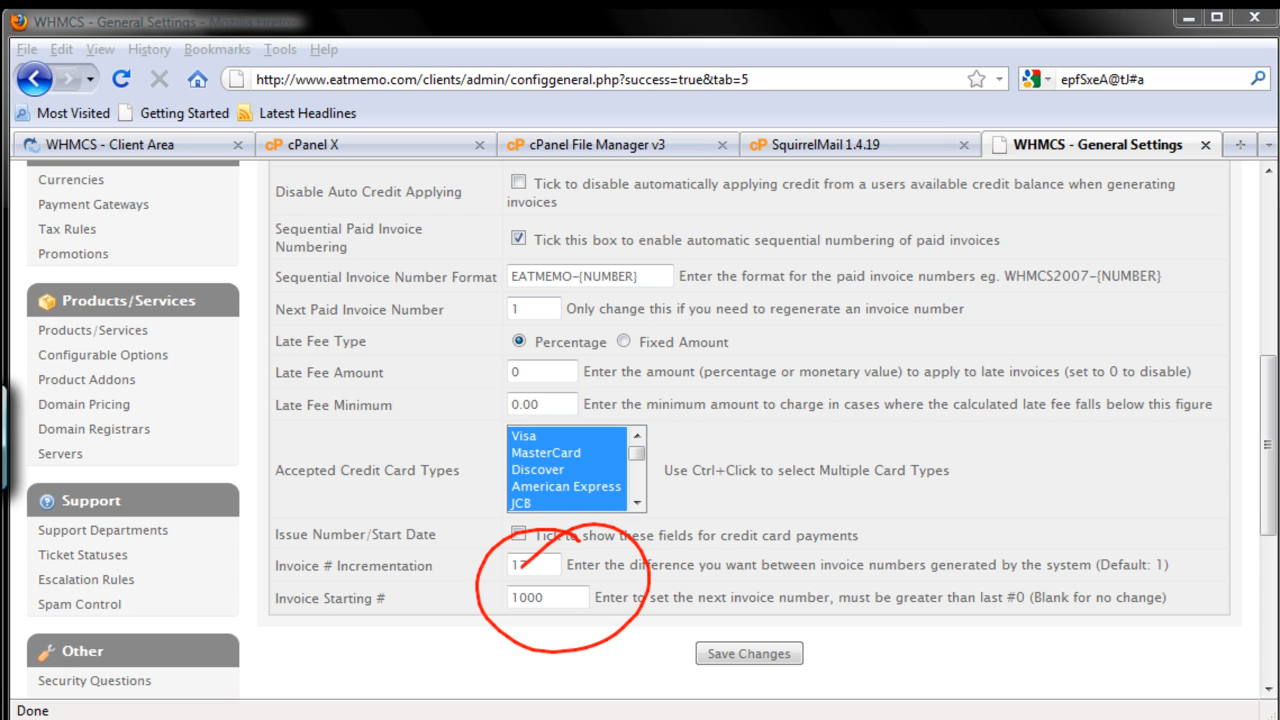 WHMCS - General Settings - Mozilla Firefox
File Edit View History Bookmarks Tools Help
http://www.eatmemo.com/clients/admin/configgeneral.php?success=true&tab=5
epfSxeA@tJ#a
Most Visited Getting Started Latest Headlines
WHMCS - Client Area cPanel X cPanel File Manager v3 SquirrelMail 1.4.19 WHMCS - General Settings
Currencies
Payment Gateways
Tax Rules
Promotions
Products/Services
Products/Services
Configurable Options
Product Addons
Domain Pricing
Domain Registrars
Servers
Support
Support Departments
Ticket Statuses
Escalation Rules
Spam Control
Other
Security Questions
Disable Auto Credit Applying Tick to disable automatically applying credit from a users available credit balance when generating
invoices
Sequential Paid Invoice
Numbering Tick this box to enable automatic sequential numbering of paid invoices
Sequential Invoice Number Format EATMEMO-{NUMBER} Enter the format for the paid invoice numbers eg. WHMCS2007-{NUMBER}
Next Paid Invoice Number 1 Only change this if you need to regenerate an invoice number
Late Fee Type Percentage Fixed Amount
Late Fee Amount 0 Enter the amount (percentage or monetary value) to apply to late invoices (set to 0 to disable)
Late Fee Minimum 0.00 Enter the minimum amount to charge in cases where the calculated late fee falls below this figure
Visa
MasterCard
Discover
American Express
JCB
Accepted Credit Card Types Use Ctrl+Click to select Multiple Card Types
Issue Number/Start Date Tick to show these fields for credit card payments
Invoice # Incrementation Enter the difference you want between invoice numbers generated by the system (Default: 1)
Invoice Starting # 1000 Enter to set the next invoice number, must be greater than last #0 (Blank for no change)
Save Changes
Done